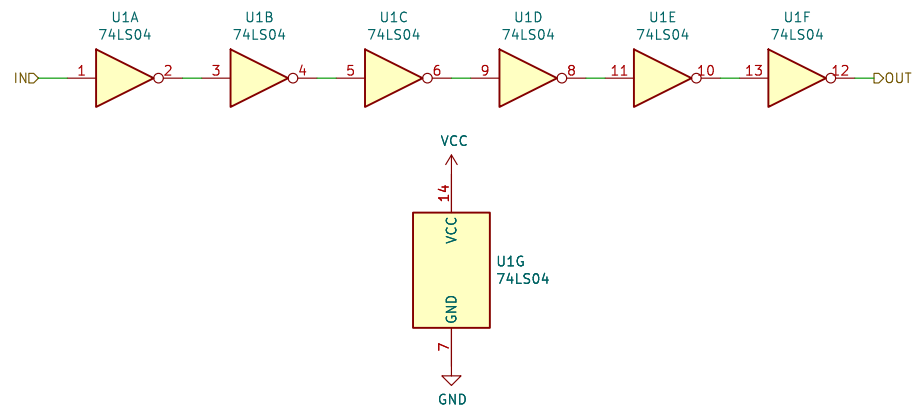 U1A U1B U1C U1D U1E U1F
74LS04 74LS04 74LS04 74LS04 74LS04 74LS04
IN 1 2 3 4 5 6 9 8 11 10 13 12 OUT
VCC
14
VCC
U1G
74LS04
GND
7
GND